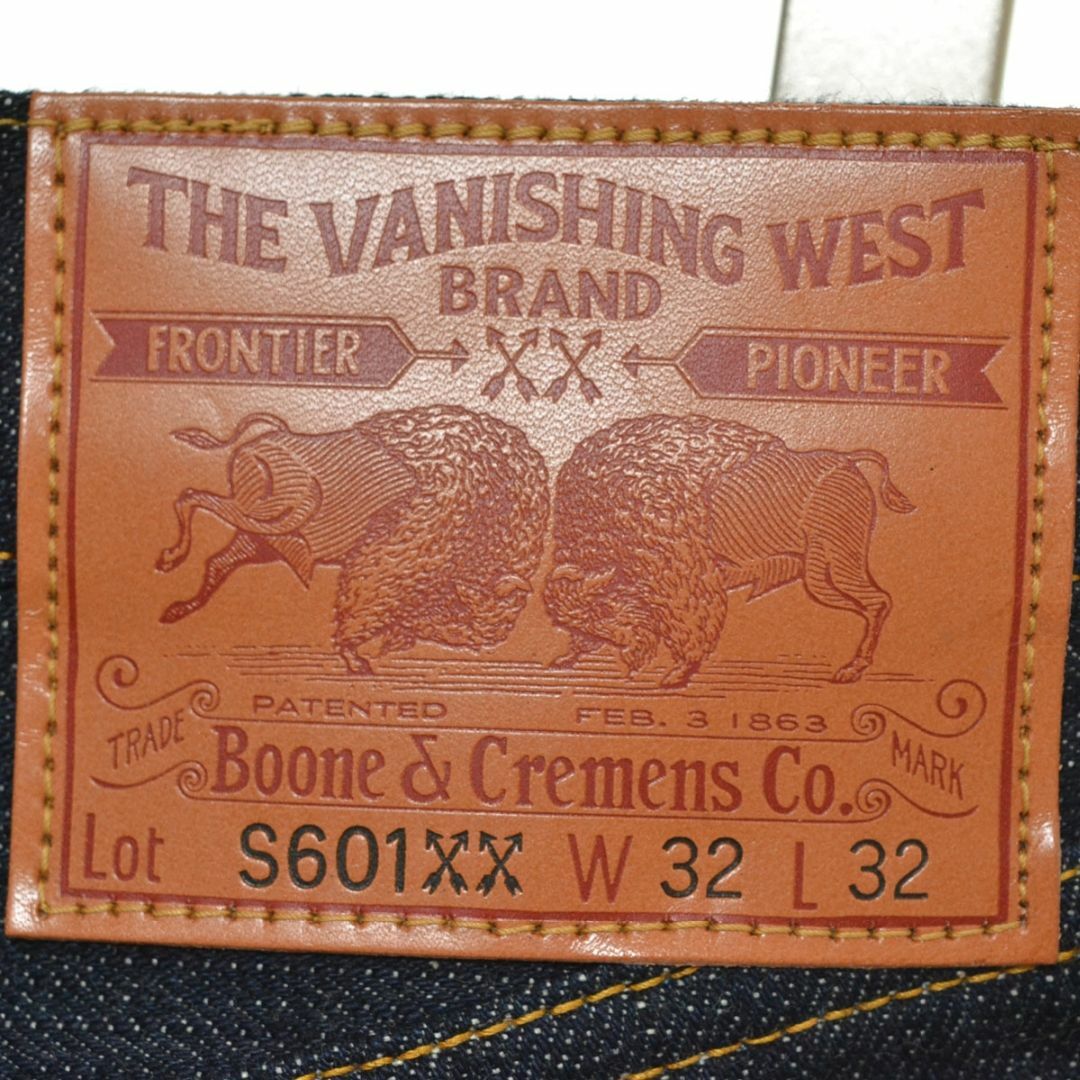 THE VANISHING WEST
BRAND
FRONTIER XX PIONEER
PATENTED FEB. 3 1863
TRADE MARK
Boone & Cremens Co.
Lot S601XX W 32 L 32